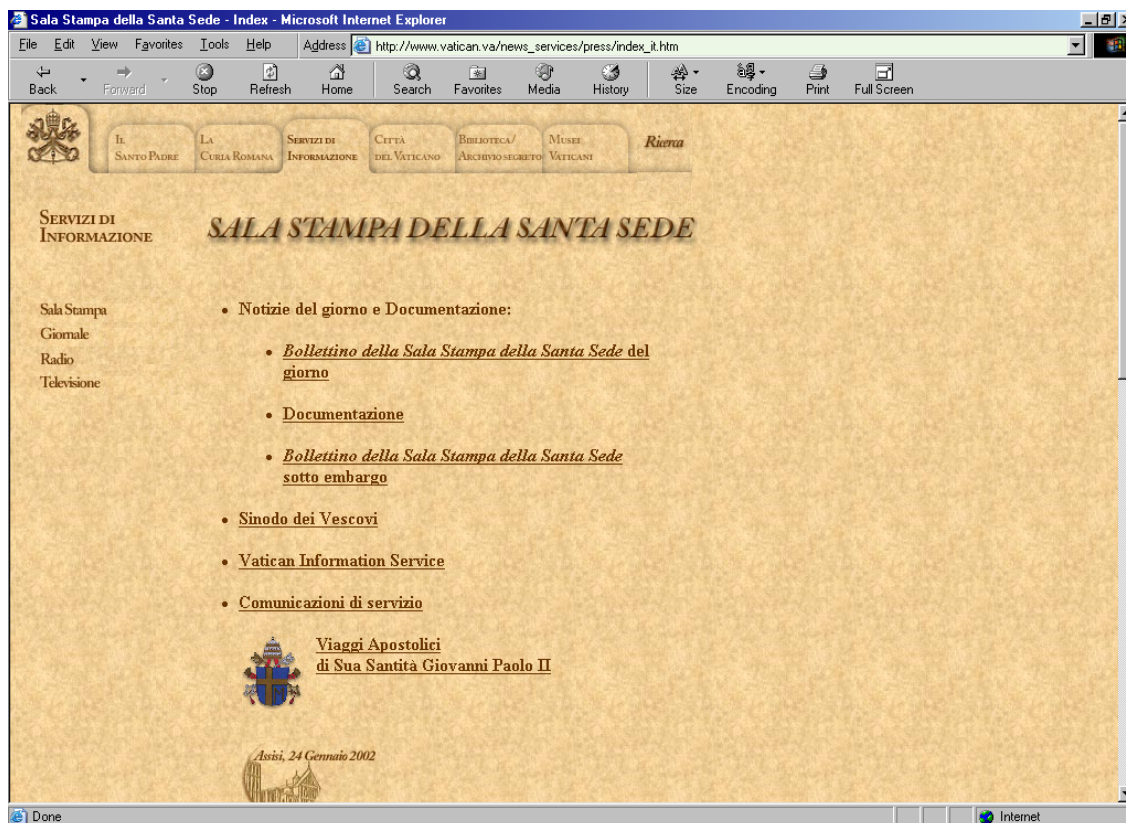 Sala Stampa della Santa Sede - Index - Microsoft Internet Explorer
File Edit View Favorites Tools Help Address http://www.vatican.va/news_services/press/index_it.htm
Back Forward Stop Refresh Home Search Favorites Media History Size Encoding Print Full Screen
Il Santo Padre
La Curia Romana
Servizi di Informazione
Città del Vaticano
Biblioteca/ Archivio segreto
Musei Vaticani
Ricerca
Servizi di
Informazione
SALA STAMPA DELLA SANTA SEDE
Sala Stampa
Giornale
Radio
Televisione
• Notizie del giorno e Documentazione:
• Bollettino della Sala Stampa della Santa Sede del
giorno
• Documentazione
• Bollettino della Sala Stampa della Santa Sede
sotto embargo
• Sinodo dei Vescovi
• Vatican Information Service
• Comunicazioni di servizio
Viaggi Apostolici
di Sua Santità Giovanni Paolo II
Assisi, 24 Gennaio 2002
Done Internet